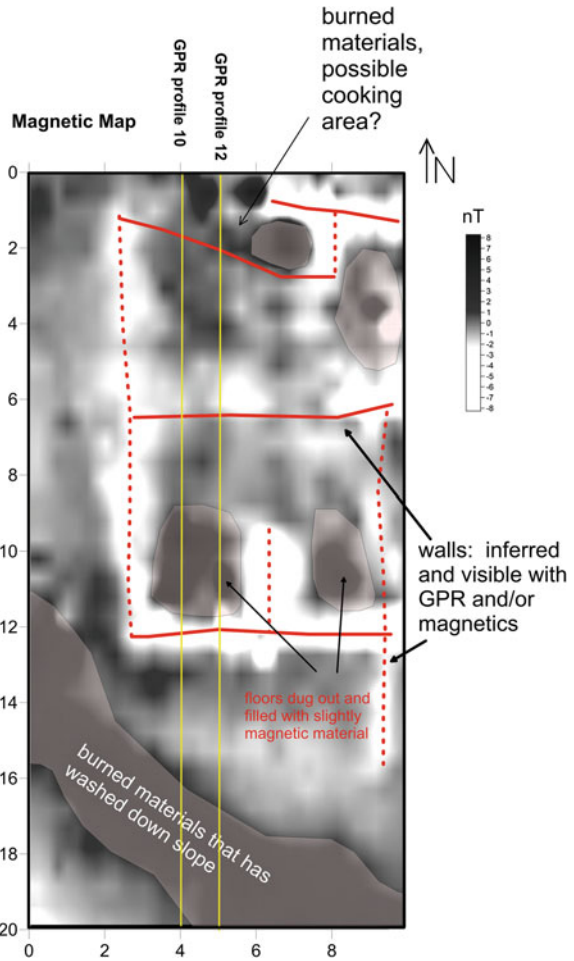 burned
materials,
possible
cooking
area?
GPR profile 10
GPR profile 12
Magnetic Map
N
nT
8
7
6
5
4
3
2
1
0
-1
-2
-3
-4
-5
-6
-7
-8
0
2
4
6
8
10
12
14
16
18
20
walls: inferred
and visible with
GPR and/or
magnetics
floors dug out and
filled with slightly
magnetic material
burned materials that has
washed down slope
0
2
4
6
8